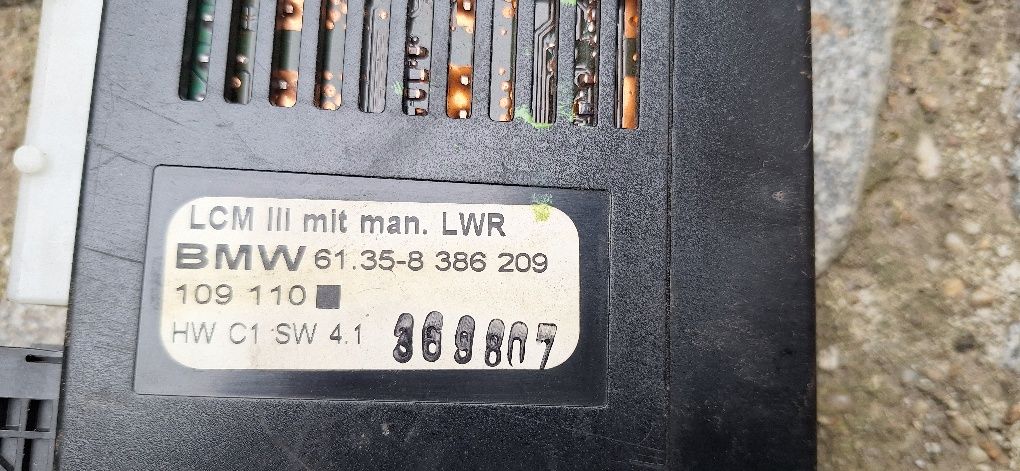 LCM III mit man. LWR
BMW 61.35-8 386 209
109 110
HW C1 SW 4.1 369807